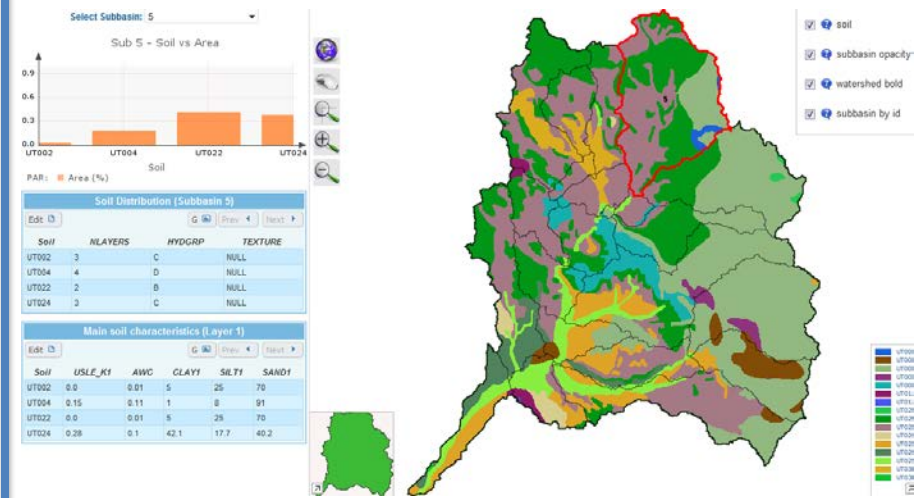 Select Subbasin: 5
Sub 5 - Soil vs Area
0.9
0.6
0.3
0.0
UT002 UT004 UT022 UT024
Soil
PAR: Area (%)
Soil Distribution (Subbasin 5)
Edit G Prev Next
Soil NLAYERS HYDGRP TEXTURE
UT002 3 C NULL
UT004 4 D NULL
UT022 2 B NULL
UT024 3 C NULL
Main soil characteristics (Layer 1)
Edit G Prev Next
Soil USLE_K1 AWC CLAY1 SILT1 SAND1
UT002 0.0 0.01 5 25 70
UT004 0.15 0.11 1 8 91
UT022 0.0 0.01 5 25 70
UT024 0.28 0.1 42.1 17.7 40.2
soil
subbasin opacity
watershed bold
subbasin by id